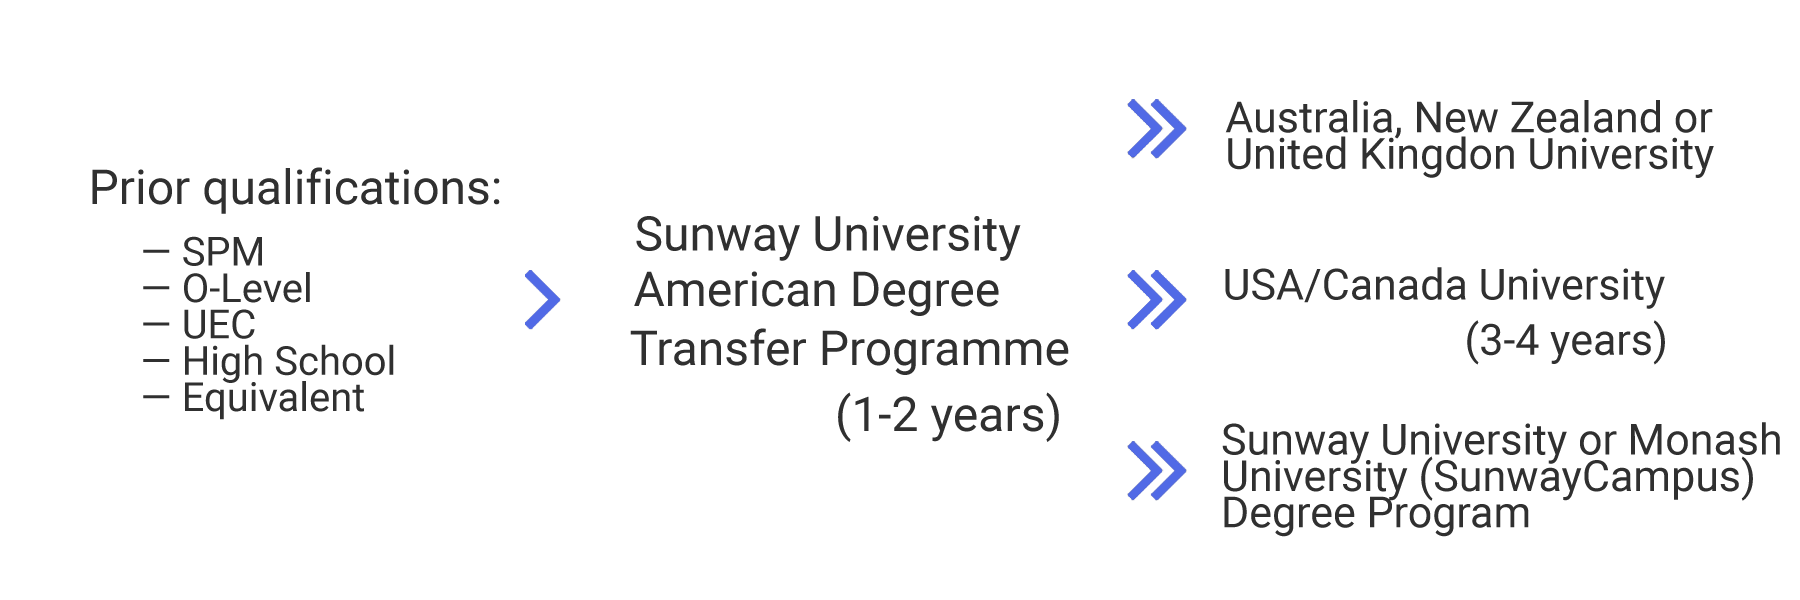 Prior qualifications:
— SPM
— O-Level
— UEC
— High School
— Equivalent
Sunway University
American Degree
Transfer Programme
(1-2 years)
Australia, New Zealand or
United Kingdon University
USA/Canada University
(3-4 years)
Sunway University or Monash
University (SunwayCampus)
Degree Program